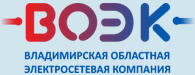 ВОЭК
ВЛАДИМИРСКАЯ ОБЛАСТНАЯ
ЭЛЕКТРОСЕТЕВАЯ КОМПАНИЯ